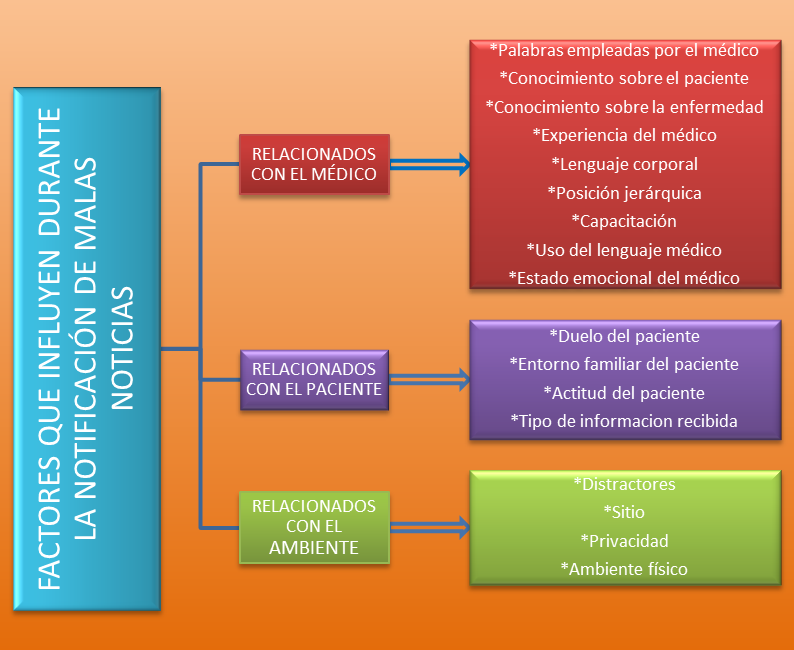 FACTORES QUE INFLUYEN DURANTE
LA NOTIFICACIÓN DE MALAS
NOTICIAS
RELACIONADOS
CON EL MÉDICO
*Palabras empleadas por el médico
*Conocimiento sobre el paciente
*Conocimiento sobre la enfermedad
*Experiencia del médico
*Lenguaje corporal
*Posición jerárquica
*Capacitación
*Uso del lenguaje médico
*Estado emocional del médico
RELACIONADOS
CON EL PACIENTE
*Duelo del paciente
*Entorno familiar del paciente
*Actitud del paciente
*Tipo de informacion recibida
RELACIONADOS
CON EL
AMBIENTE
*Distractores
*Sitio
*Privacidad
*Ambiente físico